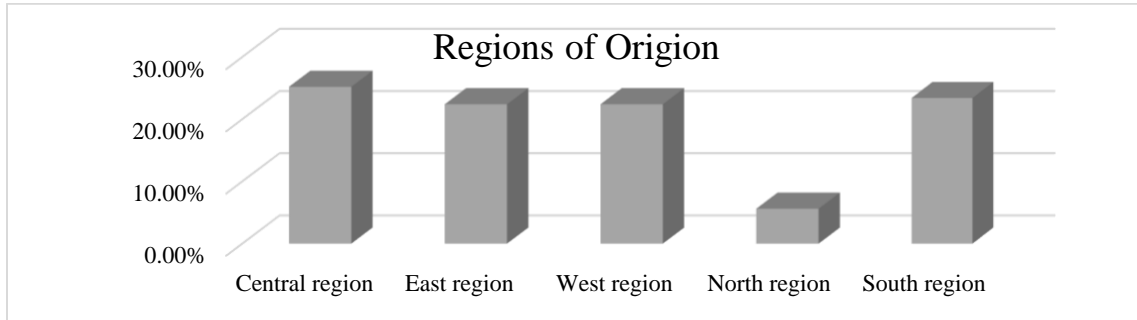 Regions of Origion
30.00%
20.00%
10.00%
0.00%
Central region East region West region North region South region